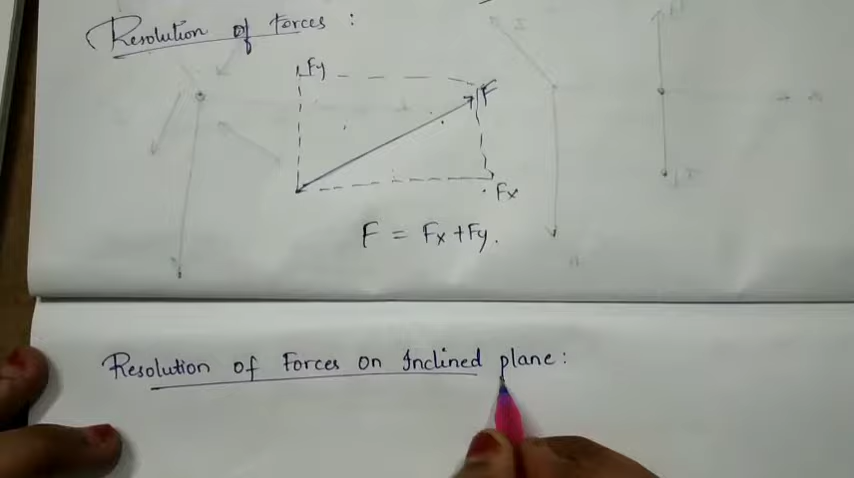 Resolution of Forces :
Fy
F
Fx
F = Fx + Fy.
Resolution of Forces on Inclined plane :